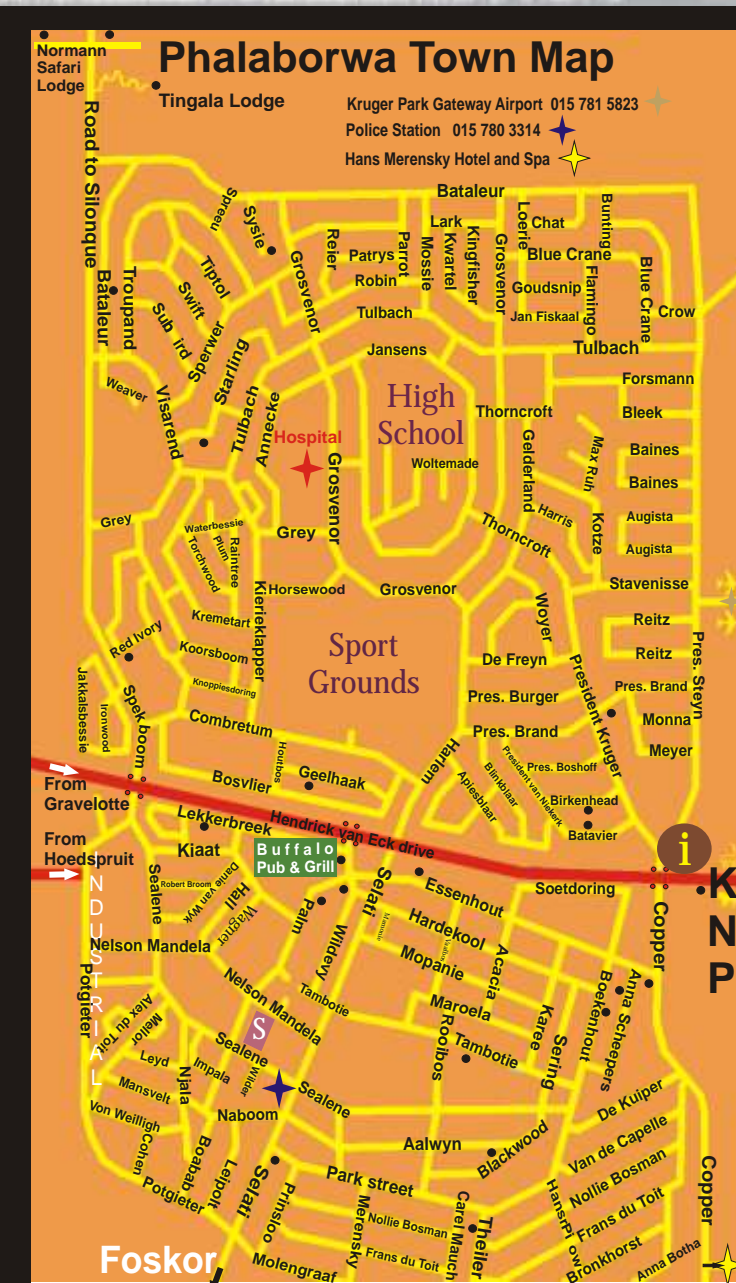 Phalaborwa Town Map
Normann
Safari
Lodge
Tingala Lodge
Kruger Park Gateway Airport 015 781 5823
Police Station 015 780 3314
Hans Merensky Hotel and Spa
Road to Silonque
Bataleur
Spreen
Sysie
Lark
Loerie
Chat
Bunting
Reier
Patrys
Parrot
Mossie
Kwartel
Kingfisher
Grosvenor
Blue Crane
Blue Crane
Grosvenor
Robin
Goudsnip
Flamingo
Tiptol
Swift
Bataleur
Troupand
Sub ird
Sperwer
Tulbach
Jan Fiskaal
Crow
Starling
Jansens
Tulbach
Weaver
Visarend
Tulbach
Annecke
High
School
Forsmann
Thorncroft
Bleek
Hospital
Grosvenor
Woltemade
Gelderland
Max Ruh
Baines
Baines
Grey
Waterbessie
Plum
Raintree
Torchwood
Grey
Harris
Thorncroft
Kotze
Augista
Augista
Kierieklapper
Horsewood
Grosvenor
Stavenisse
Kremetart
Woyer
Reitz
Red Ivory
Koorsboom
Sport
Grounds
De Freyn
Reitz
Pres. Steyn
Jakkalsbessie
Ironwood
Spekboom
Knoppiesdoring
Pres. Burger
President Kruger
Pres. Brand
Combretum
Pres. Brand
Monna
Houtbos
Harlem
Meyer
From
Gravelotte
Bosvlier
Geelhaak
Apiesblaar
Blinkblaar
President van Niekerk
Pres. Boshoff
Birkenhead
Batavier
Lekkerbreek
Hendrick van Eck drive
From
Hoedspruit
Kiaat
Buffalo
Pub & Grill
i
Sealene
Robert Broom
Danie van Wyk
Hall
Wagner
Palm
Selati
Essenhout
Soetdoring
K
N
P
INDUSTRIAL
Nelson Mandela
Wildevy
Hardekool
Acacia
Copper
Mopanie
Potgieter
Nelson Mandela
Tambotie
Maroela
Boekenhout
Anna Scheepers
Alex du Toit
Mellor
S
Rooibos
Karee
Sering
Leyd
Sealene
Impala
Wilder
Tambotie
Mansvelt
Njala
Sealene
De Kuiper
Von Weilligh
Naboom
Cohen
Boabab
Aalwyn
Blackwood
Van de Capelle
Leipolt
Selati
Park street
Nollie Bosman
Copper
Potgieter
Prinsloo
Merensky
Carel Mauch
Theiler
Frans du Toit
Nollie Bosman
Foskor
Molengraaf
Frans du Toit
Bronkhorst
Anna Botha